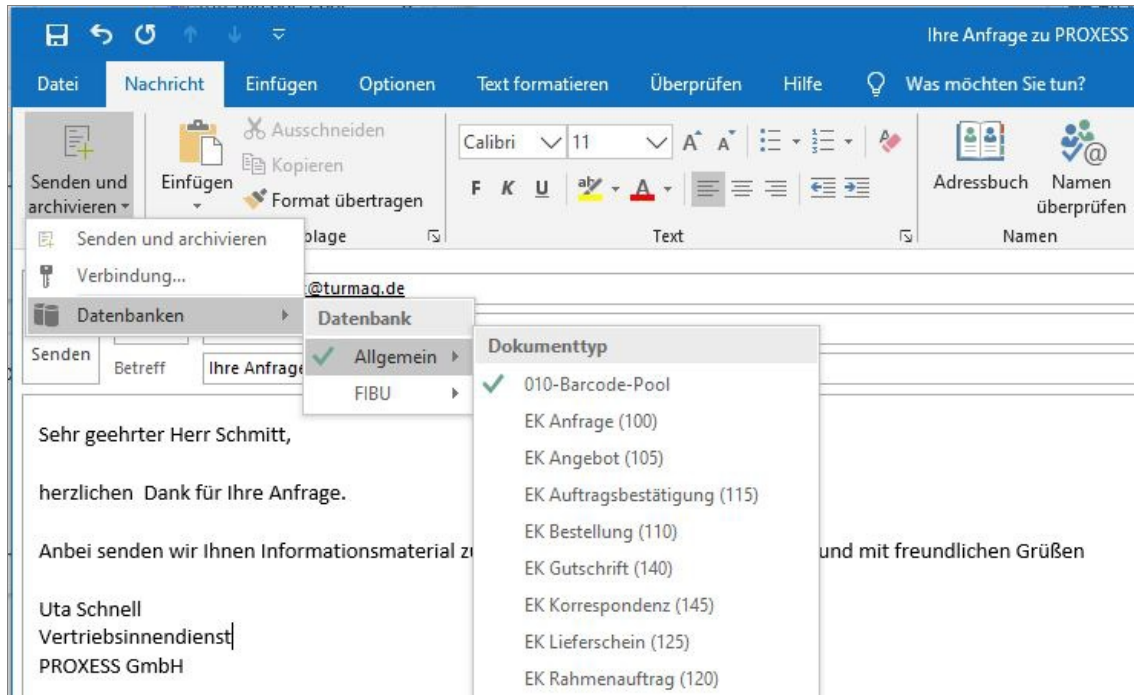 Ihre Anfrage zu PROXESS
Datei Nachricht Einfügen Optionen Text formatieren Überprüfen Hilfe Was möchten Sie tun?
Senden und archivieren
Einfügen
Ausschneiden
Kopieren
Format übertragen
Calibri 11
F K U
Text
Adressbuch
Namen überprüfen
Namen
Senden und archivieren
Verbindung...
Datenbanken
@turmag.de
Datenbank
Allgemein
FIBU
Dokumenttyp
010-Barcode-Pool
EK Anfrage (100)
EK Angebot (105)
EK Auftragsbestätigung (115)
EK Bestellung (110)
EK Gutschrift (140)
EK Korrespondenz (145)
EK Lieferschein (125)
EK Rahmenauftrag (120)
Senden
Betreff
Ihre Anfrage
Sehr geehrter Herr Schmitt,
herzlichen Dank für Ihre Anfrage.
Anbei senden wir Ihnen Informationsmaterial und mit freundlichen Grüßen
Uta Schnell
Vertriebsinnendienst
PROXESS GmbH